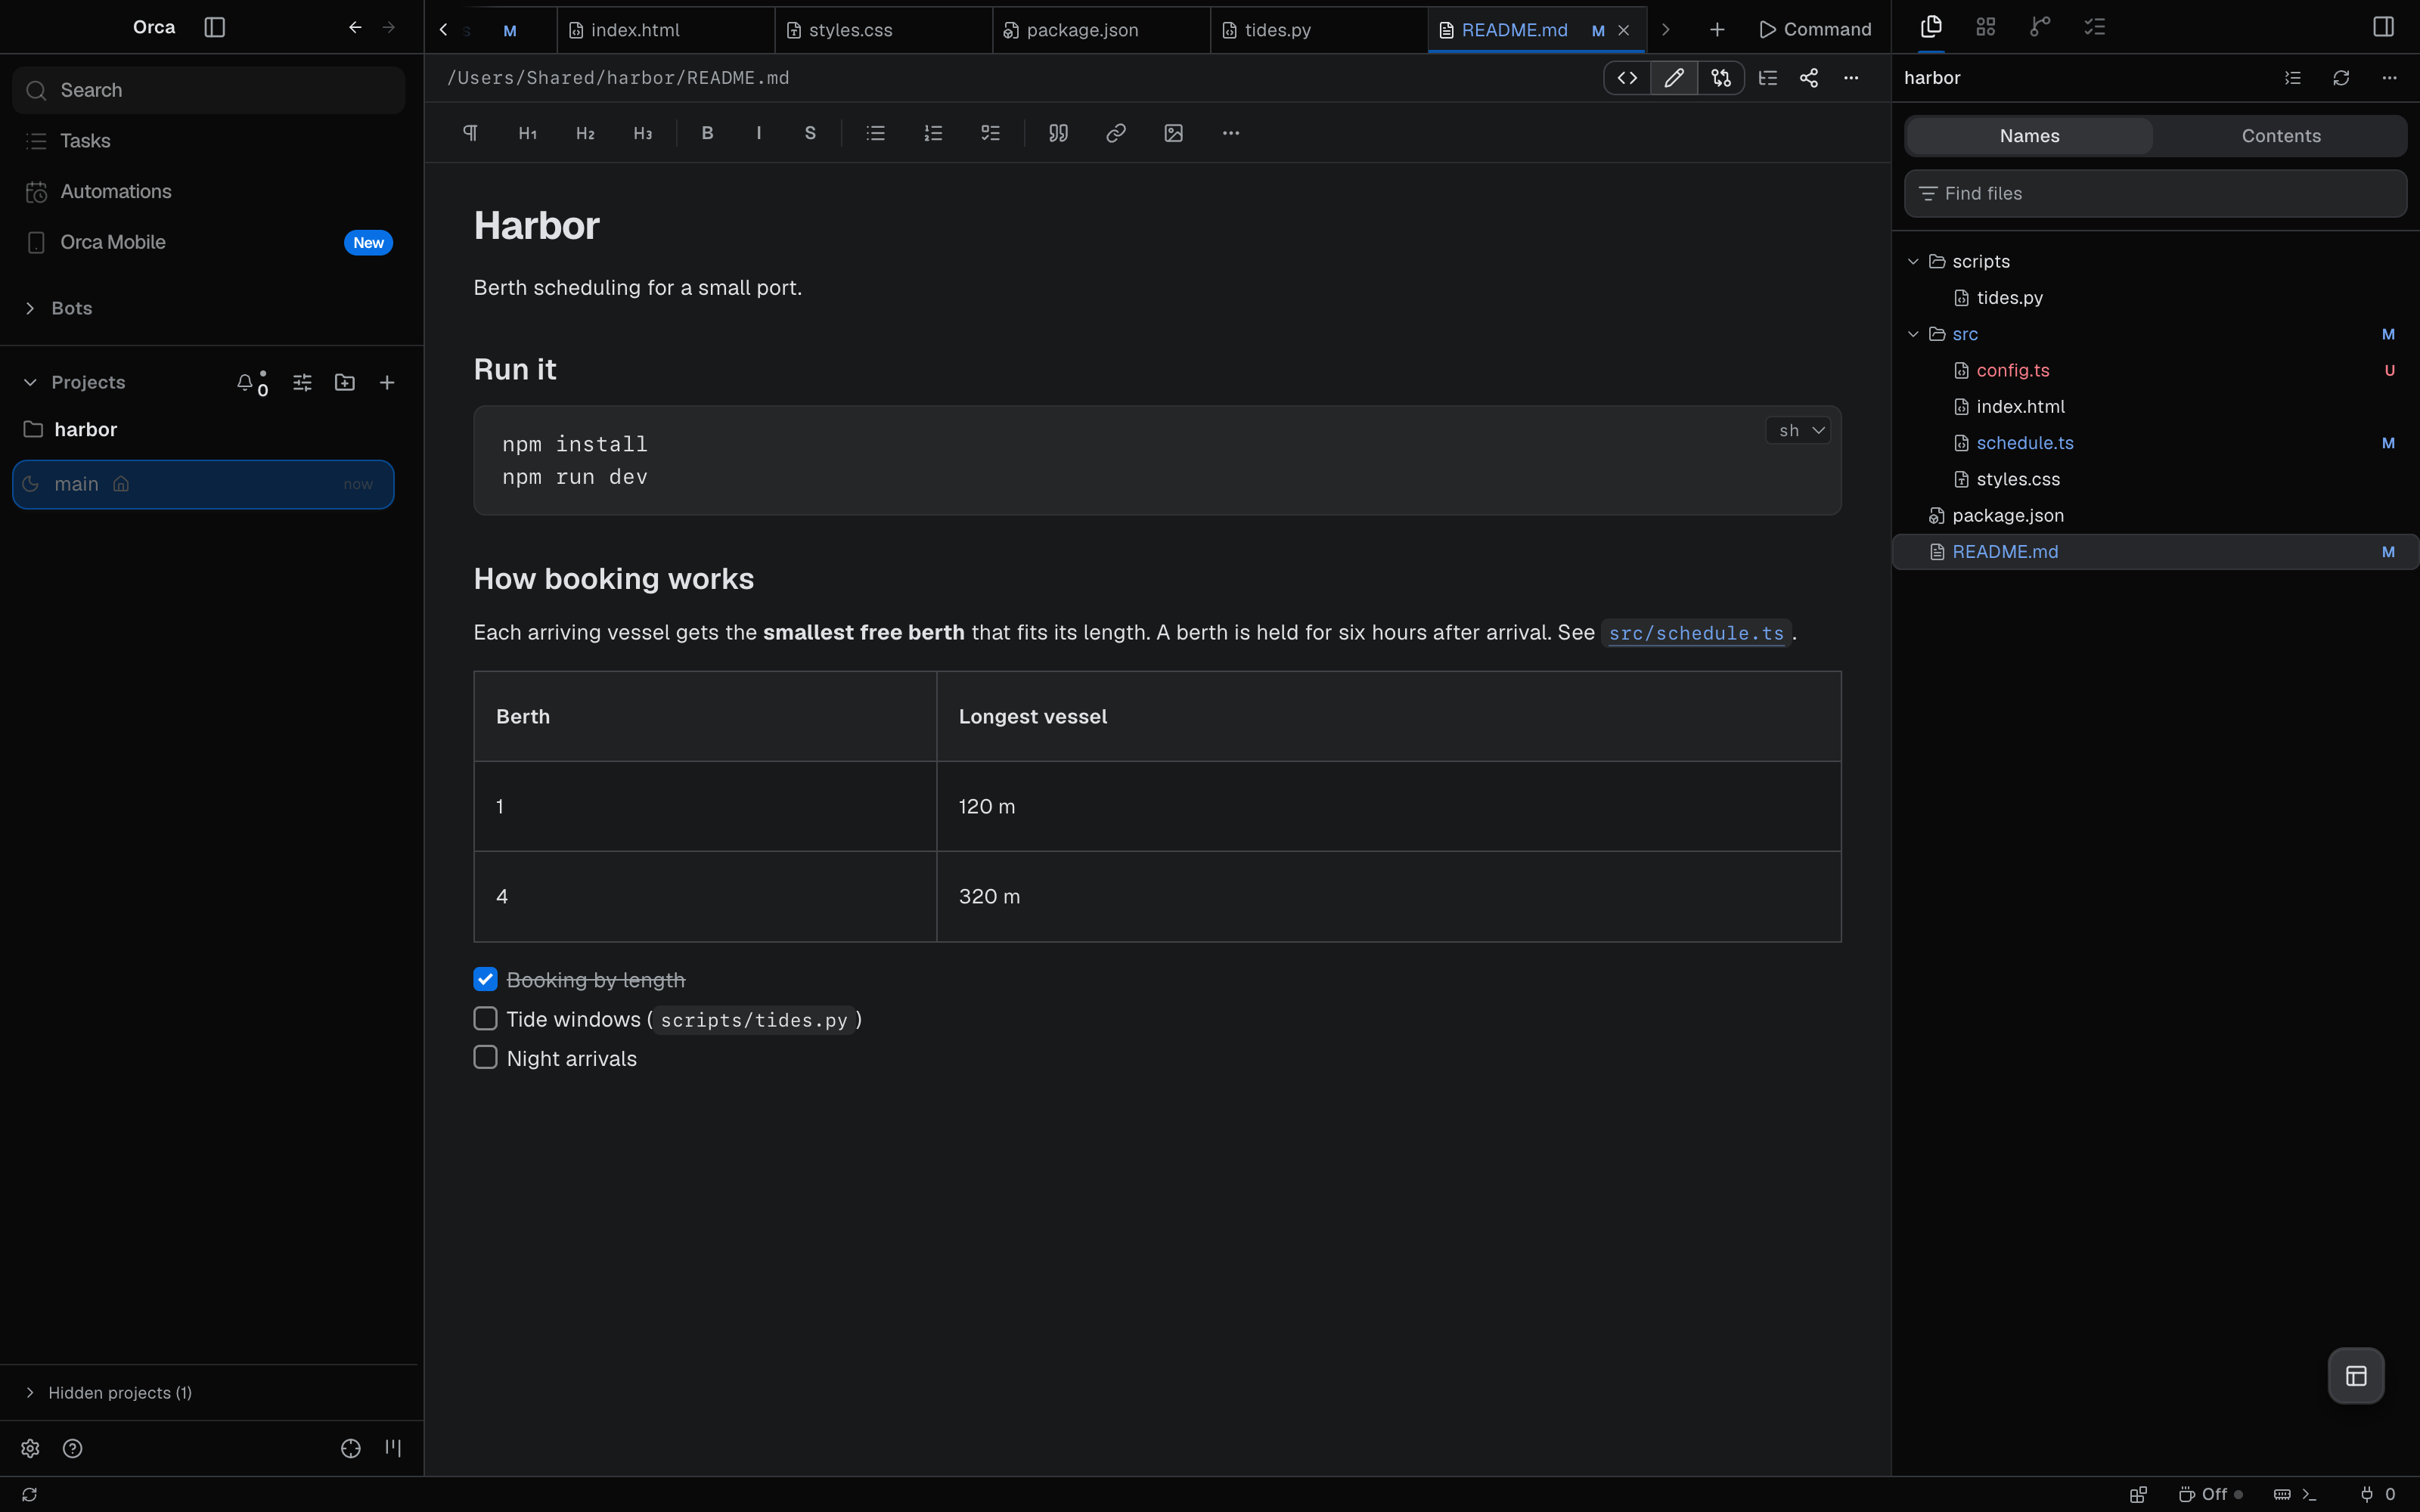 Orca
Search
Tasks
Automations
Orca Mobile
New
Bots
Projects
0
harbor
main
now
Hidden projects (1)
s M
index.html
styles.css
package.json
tides.py
README.md M
Command
/Users/Shared/harbor/README.md
H1
H2
H3
B
I
S
Harbor
Berth scheduling for a small port.
Run it
sh
npm install
npm run dev
How booking works
Each arriving vessel gets the smallest free berth that fits its length. A berth is held for six hours after arrival. See src/schedule.ts.
Berth Longest vessel
1 120 m
4 320 m
Booking by length
Tide windows (scripts/tides.py)
Night arrivals
harbor
Names
Contents
Find files
scripts
tides.py
src M
config.ts U
index.html
schedule.ts M
styles.css
package.json
README.md M
Off
0